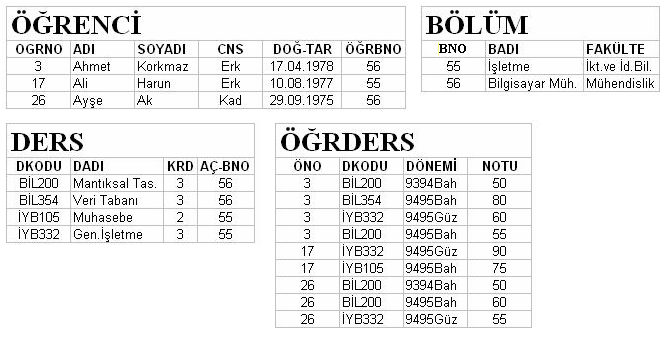 ÖĞRENCİ
OGRNO ADI SOYADI CNS DOĞ-TAR ÖĞRBNO
3 Ahmet Korkmaz Erk 17.04.1978 56
17 Ali Harun Erk 10.08.1977 55
26 Ayşe Ak Kad 29.09.1975 56
BÖLÜM
BNO BADI FAKÜLTE
55 İşletme İkt.ve İd.Bil.
56 Bilgisayar Müh. Mühendislik
DERS
DKODU DADI KRD AÇ-BNO
BİL200 Mantıksal Tas. 3 56
BİL354 Veri Tabanı 3 56
İYB105 Muhasebe 2 55
İYB332 Gen.İşletme 3 55
ÖĞRDERS
ÖNO DKODU DÖNEMİ NOTU
3 BİL200 9394Bah 50
3 BİL354 9495Bah 80
3 İYB332 9495Güz 60
3 BİL200 9495Bah 55
17 İYB332 9495Güz 90
17 İYB105 9495Bah 75
26 BİL200 9394Bah 50
26 BİL200 9495Bah 60
26 İYB332 9495Güz 55